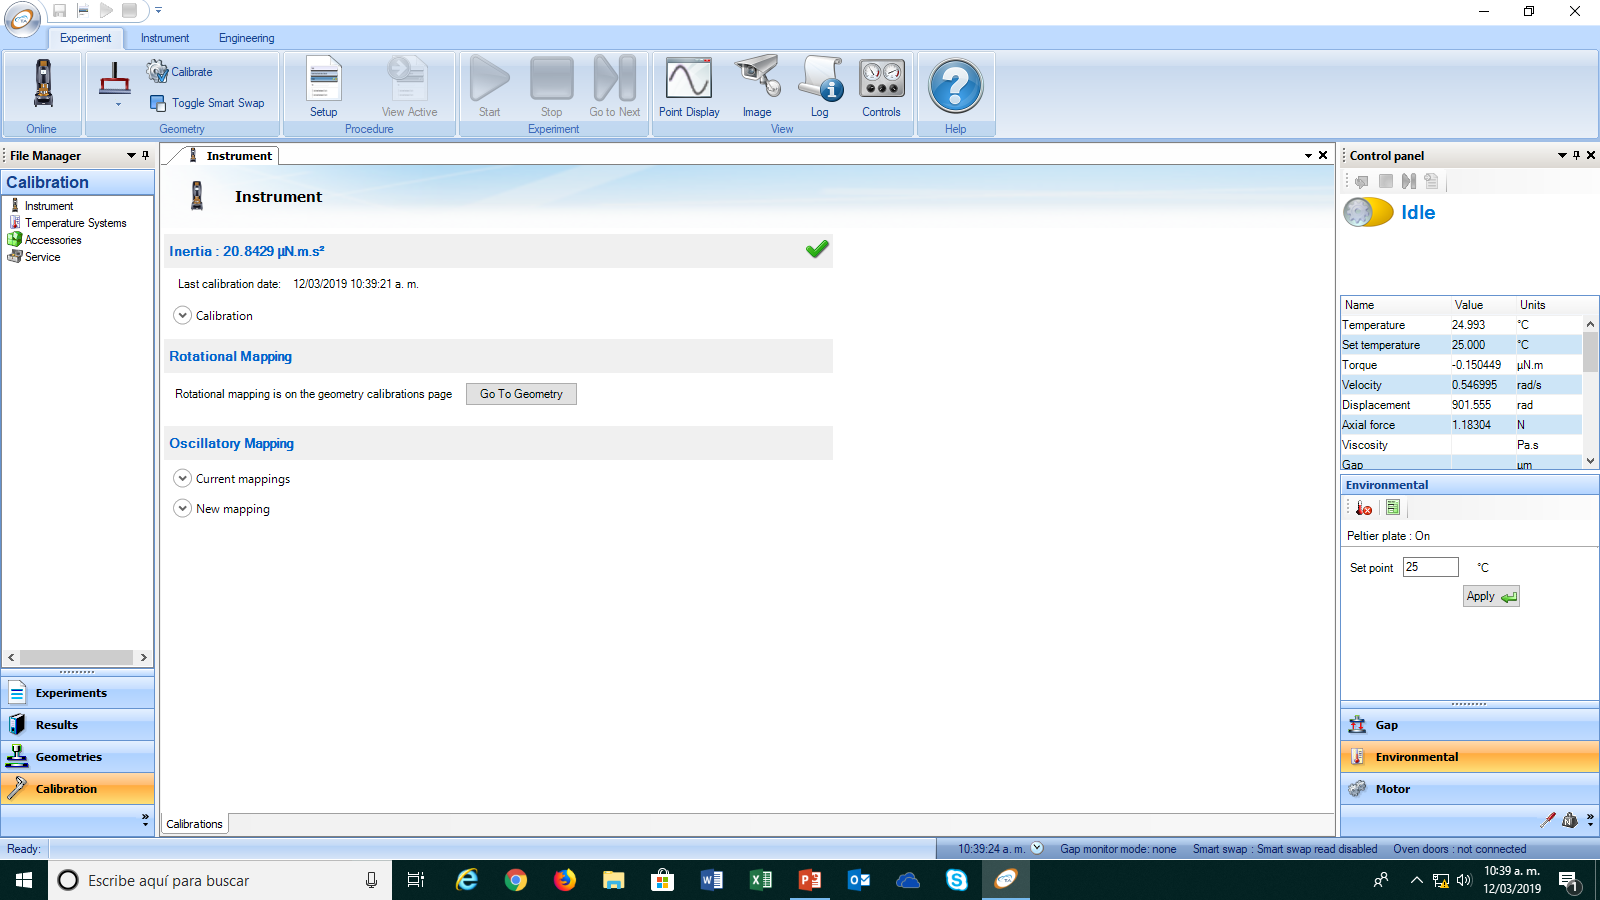 Experiment Instrument Engineering
Calibrate
Toggle Smart Swap
Setup View Active Start Stop Go to Next Point Display Image Log Controls
Online Geometry Procedure Experiment View Help
File Manager
Calibration
Instrument
Temperature Systems
Accessories
Service
Experiments
Results
Geometries
Calibration
Instrument
Instrument
Inertia : 20.8429 µN.m.s²
Last calibration date: 12/03/2019 10:39:21 a. m.
Calibration
Rotational Mapping
Rotational mapping is on the geometry calibrations page Go To Geometry
Oscillatory Mapping
Current mappings
New mapping
Calibrations
Control panel
Idle
Name Value Units
Temperature 24.993 °C
Set temperature 25.000 °C
Torque -0.150449 µN.m
Velocity 0.546995 rad/s
Displacement 901.555 rad
Axial force 1.18304 N
Viscosity Pa.s
Gap µm
Environmental
Peltier plate : On
Set point 25 °C
Apply
Gap
Environmental
Motor
Ready: 10:39:24 a. m. Gap monitor mode: none Smart swap : Smart swap read disabled Oven doors : not connected
Escribe aquí para buscar
10:39 a. m.
12/03/2019
1